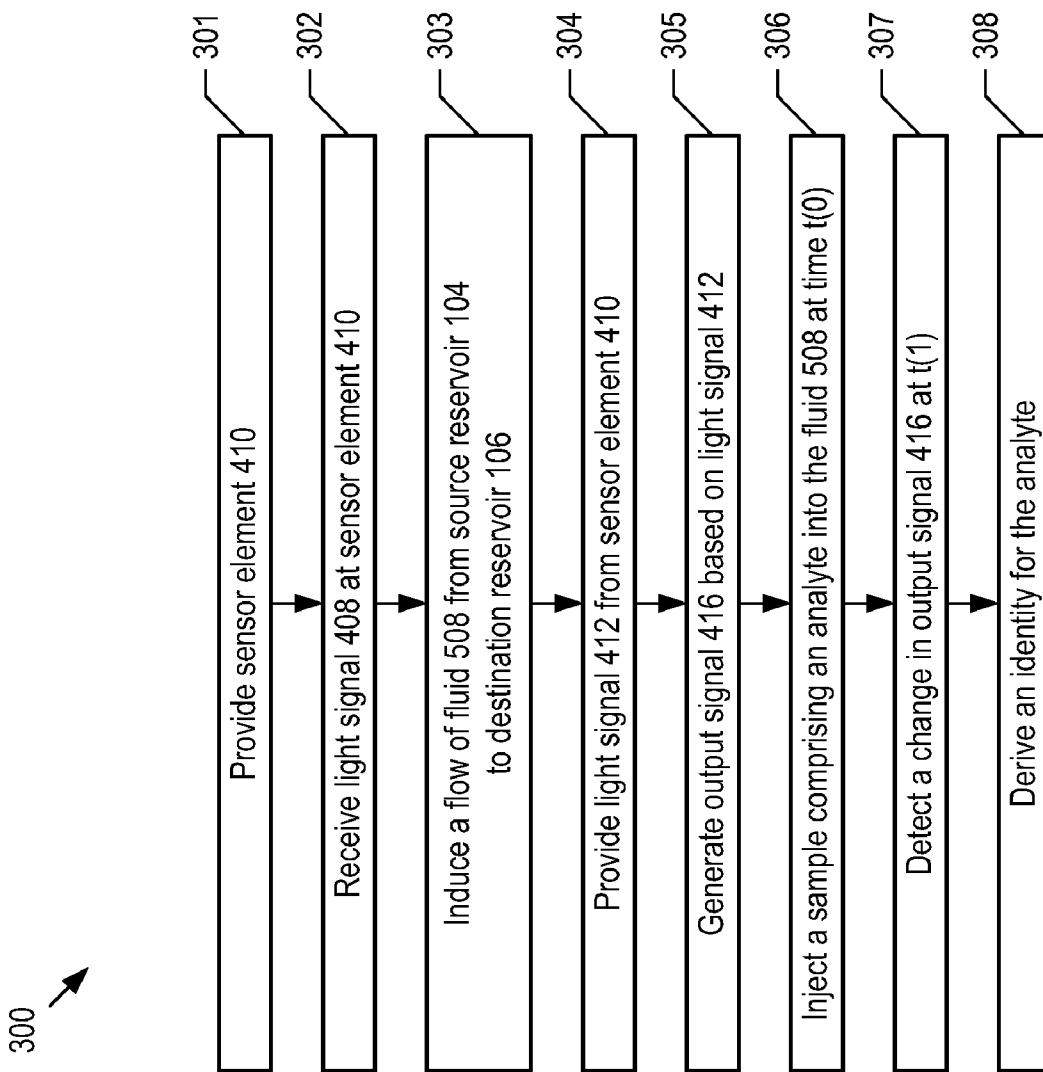 300
301
Provide sensor element 410
302
Receive light signal 408 at sensor element 410
303
Induce a flow of fluid 508 from source reservoir 104
to destination reservoir 106
304
Provide light signal 412 from sensor element 410
305
Generate output signal 416 based on light signal 412
306
Inject a sample comprising an analyte into the fluid 508 at time t(0)
307
Detect a change in output signal 416 at t(1)
308
Derive an identity for the analyte